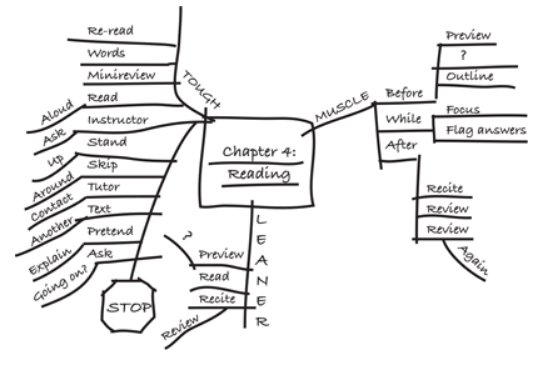 Chapter 4:
Reading
TOUGH
Re-read
Words
Minireview
Read
Aloud
Instructor
Ask
Stand
up
Skip
Around
Tutor
Contact
Text
Another
Pretend
Explain
Ask
Going on?
STOP
MUSCLE
Before
Preview
?
Outline
While
Focus
Flag answers
After
Recite
Review
Review
Again
LEANER
?
Preview
Read
Recite
Review